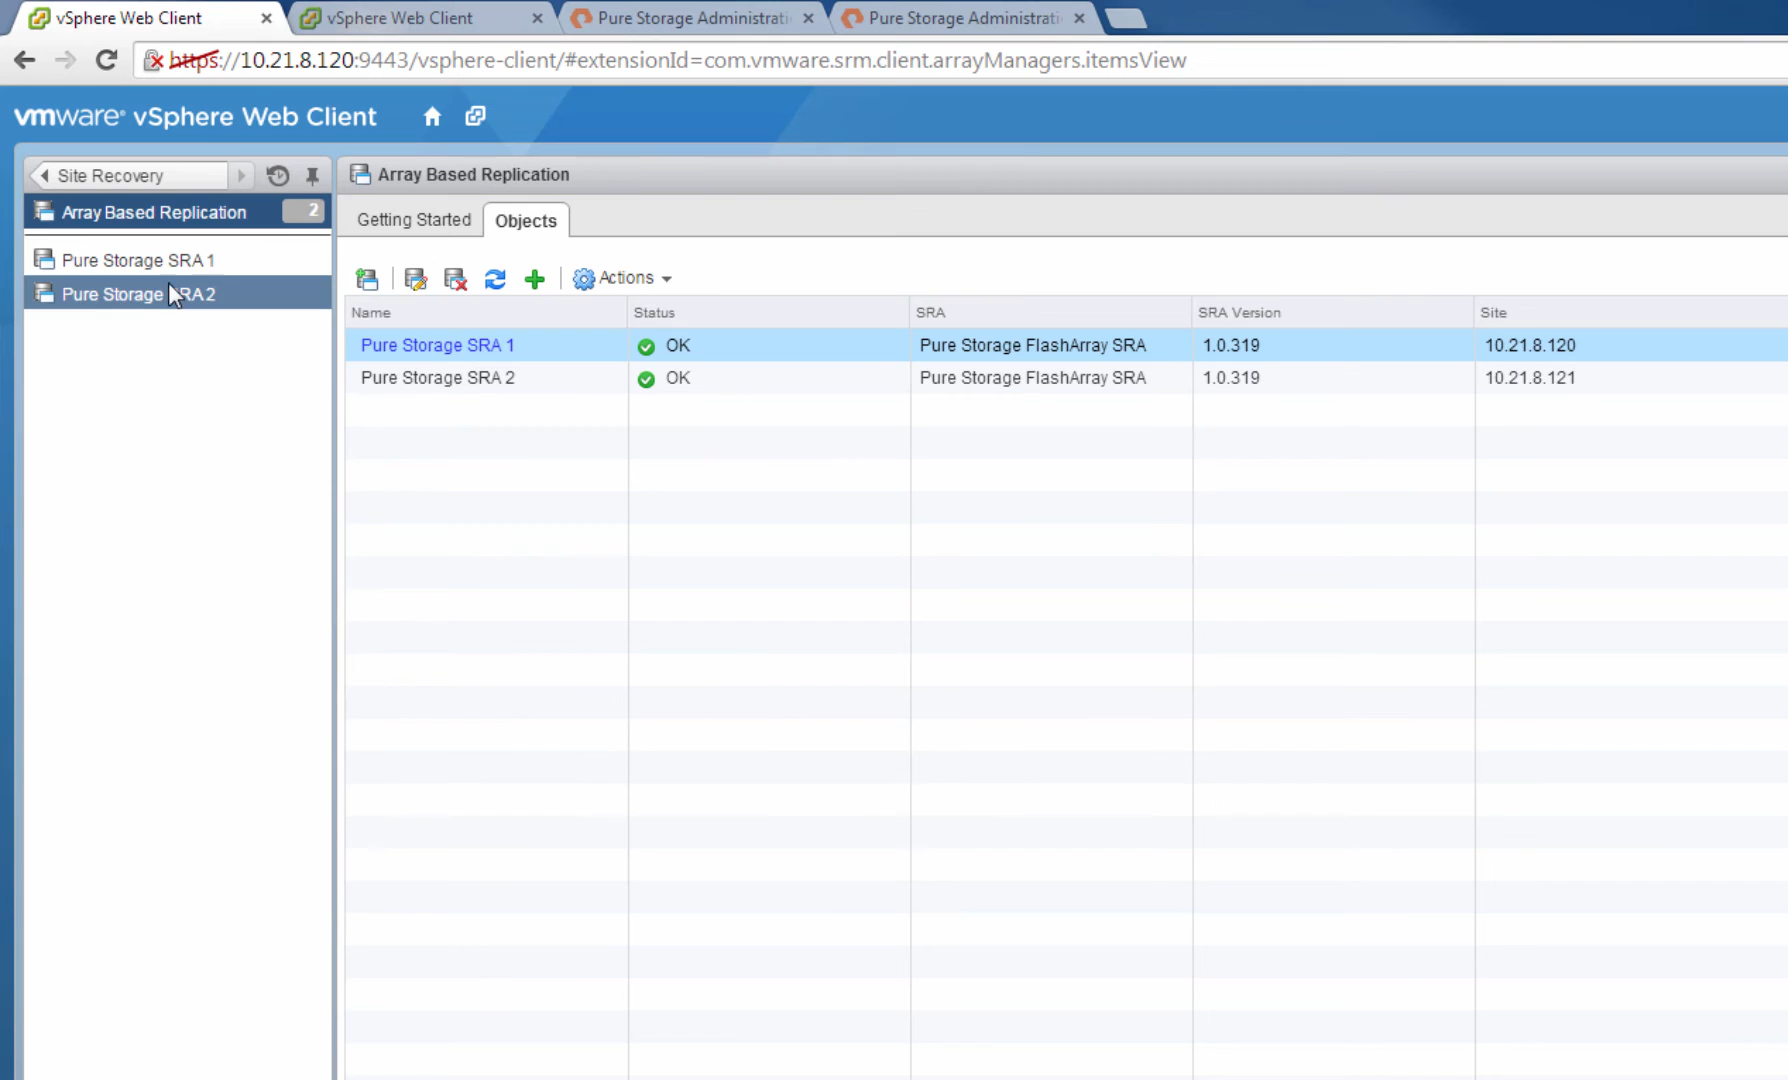 vSphere Web Client
vSphere Web Client
Pure Storage Administrati
Pure Storage Administrati
https://10.21.8.120:9443/vsphere-client/#extensionId=com.vmware.srm.client.arrayManagers.itemsView
vmware® vSphere Web Client
Site Recovery
Array Based Replication 2
Pure Storage SRA 1
Pure Storage SRA 2
Array Based Replication
Getting Started Objects
Actions
Name Status SRA SRA Version Site
Pure Storage SRA 1 OK Pure Storage FlashArray SRA 1.0.319 10.21.8.120
Pure Storage SRA 2 OK Pure Storage FlashArray SRA 1.0.319 10.21.8.121